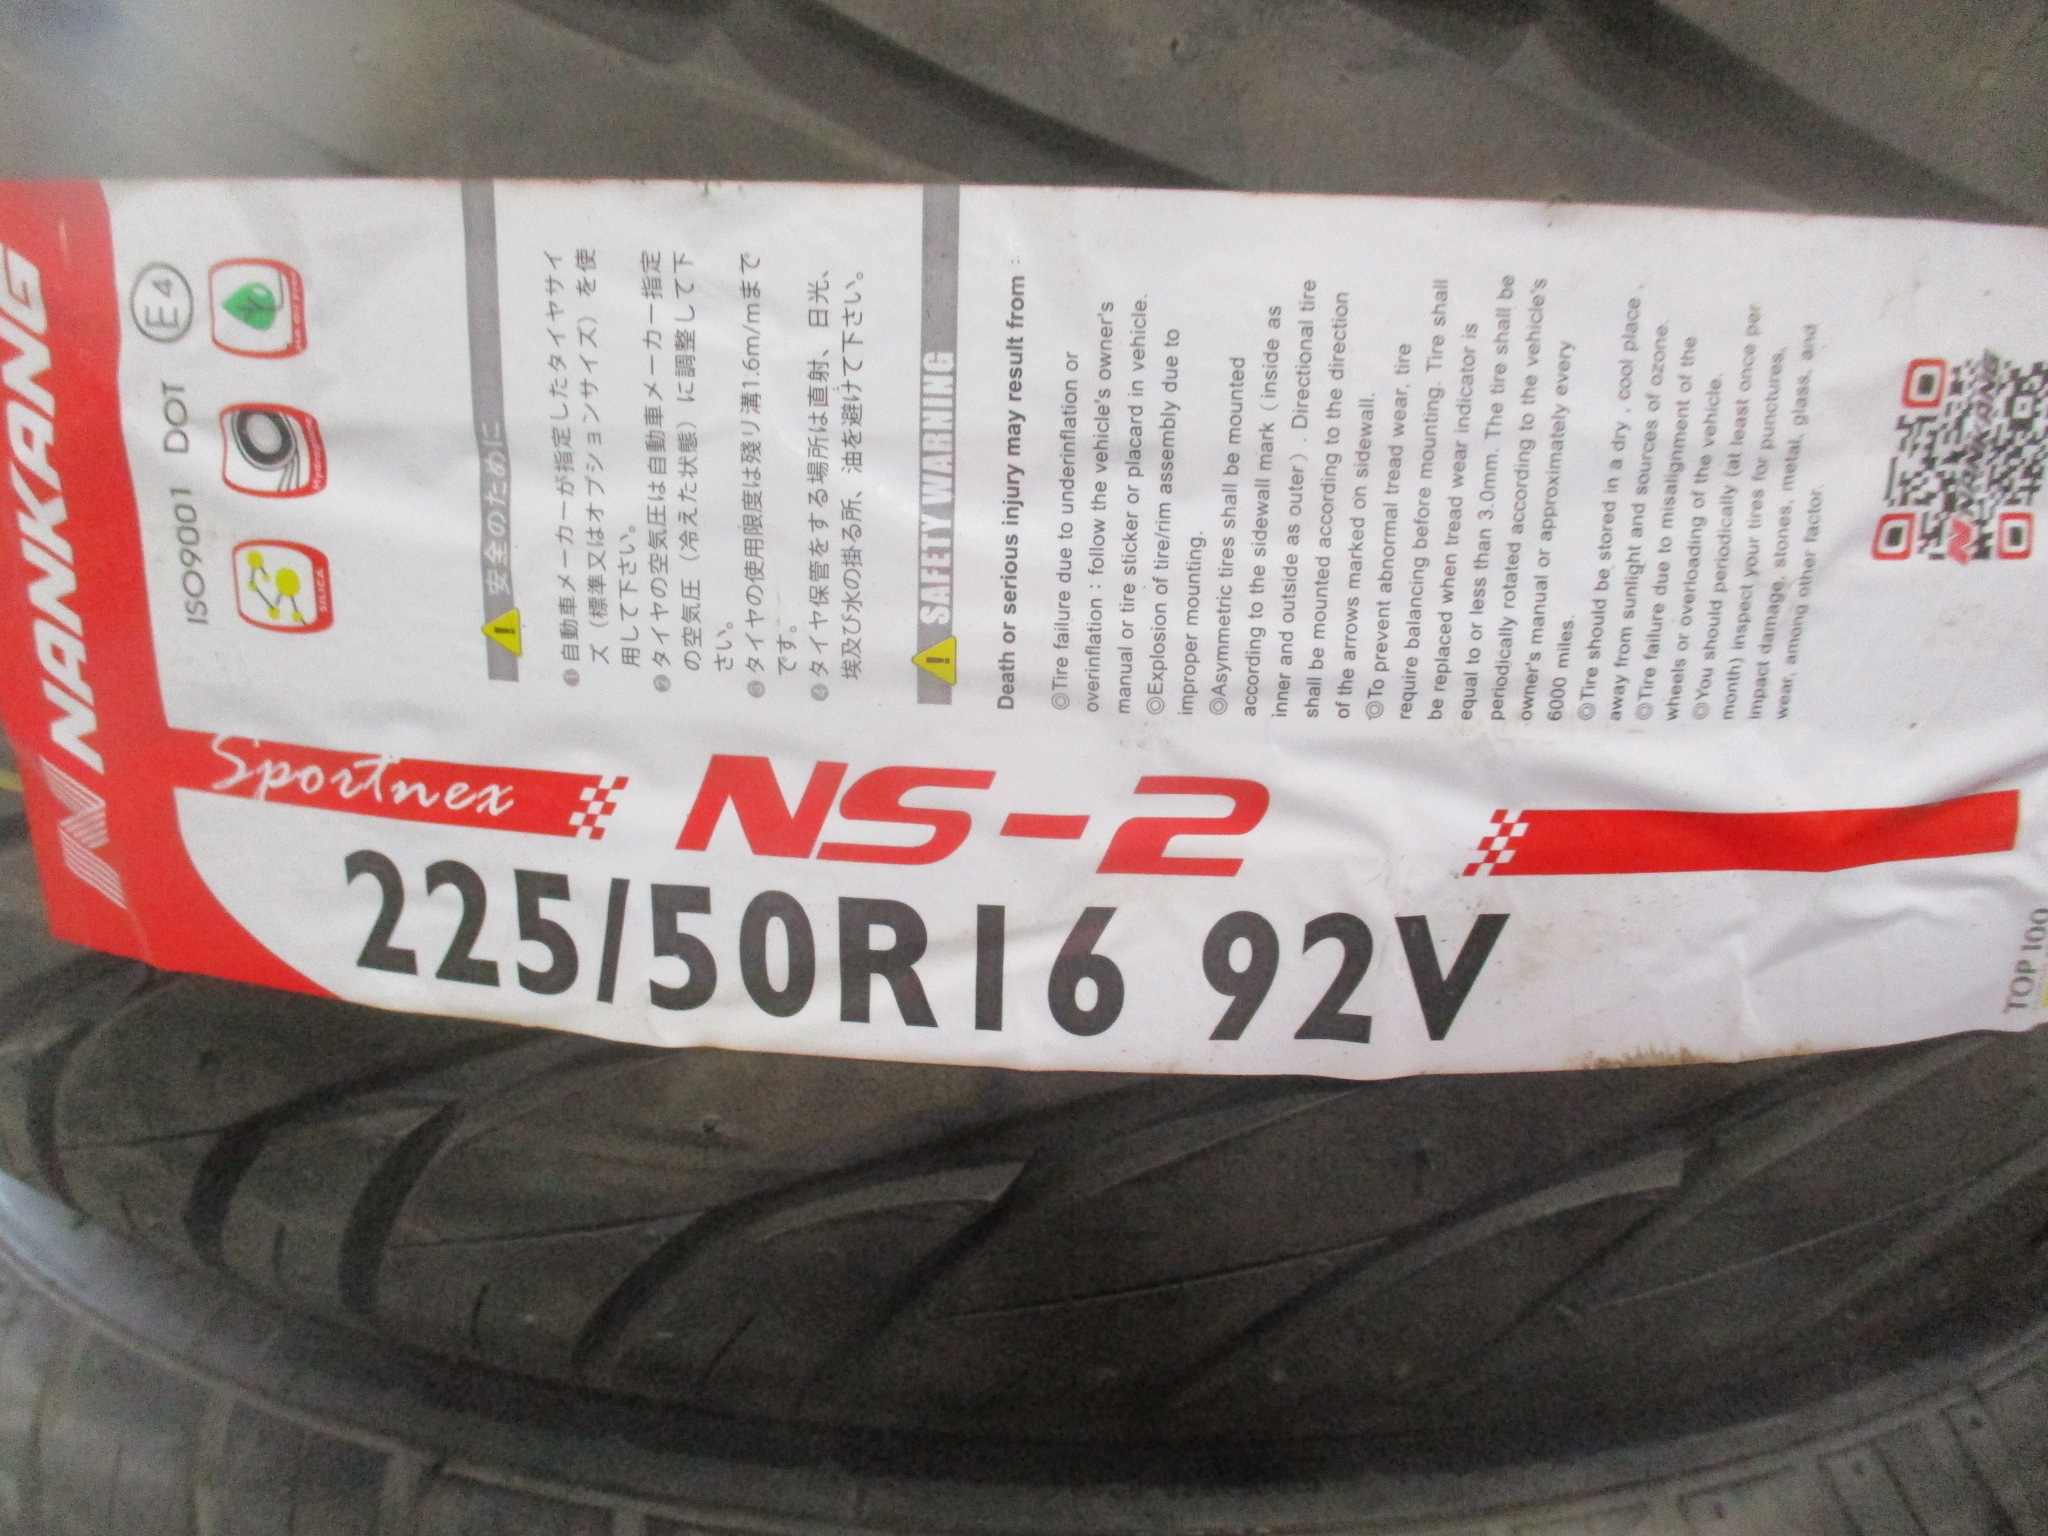 NANKANG
ISO9001 DOT E4
SILICA
安全のために
❶自動車メーカーが指定したタイヤサイ
ズ（標準又はオプションサイズ）を使
用して下さい。
❷タイヤの空気圧は自動車メーカー指定
の空気圧（冷えた状態）に調整して下
さい。
❸タイヤの使用限度は残り溝1.6m/mまで
です。
❹タイヤ保管をする場所は直射、日光、
埃及び水の掛る所、油を避けて下さい。
SAFETY WARNING
Death or serious injury may result from :
◎Tire failure due to underinflation or
overinflation : follow the vehicle's owner's
manual or tire sticker or placard in vehicle.
◎Explosion of tire/rim assembly due to
improper mounting.
◎Asymmetric tires shall be mounted
according to the sidewall mark ( inside as
inner and outside as outer ) . Directional tire
shall be mounted according to the direction
of the arrows marked on sidewall.
◎To prevent abnormal tread wear, tire
require balancing before mounting. Tire shall
be replaced when tread wear indicator is
equal to or less than 3.0mm. The tire shall be
periodically rotated according to the vehicle's
owner's manual or approximately every
6000 miles.
◎Tire should be stored in a dry , cool place ,
away from sunlight and sources of ozone.
◎Tire failure due to misalignment of the
wheels or overloading of the vehicle.
◎You should periodically (at least once per
month) inspect your tires for punctures,
impact damage, stones, metal, glass, and
wear, among other factor.
NANKANG
Sportnex
NS-2
225/50R16 92V
TOP 100